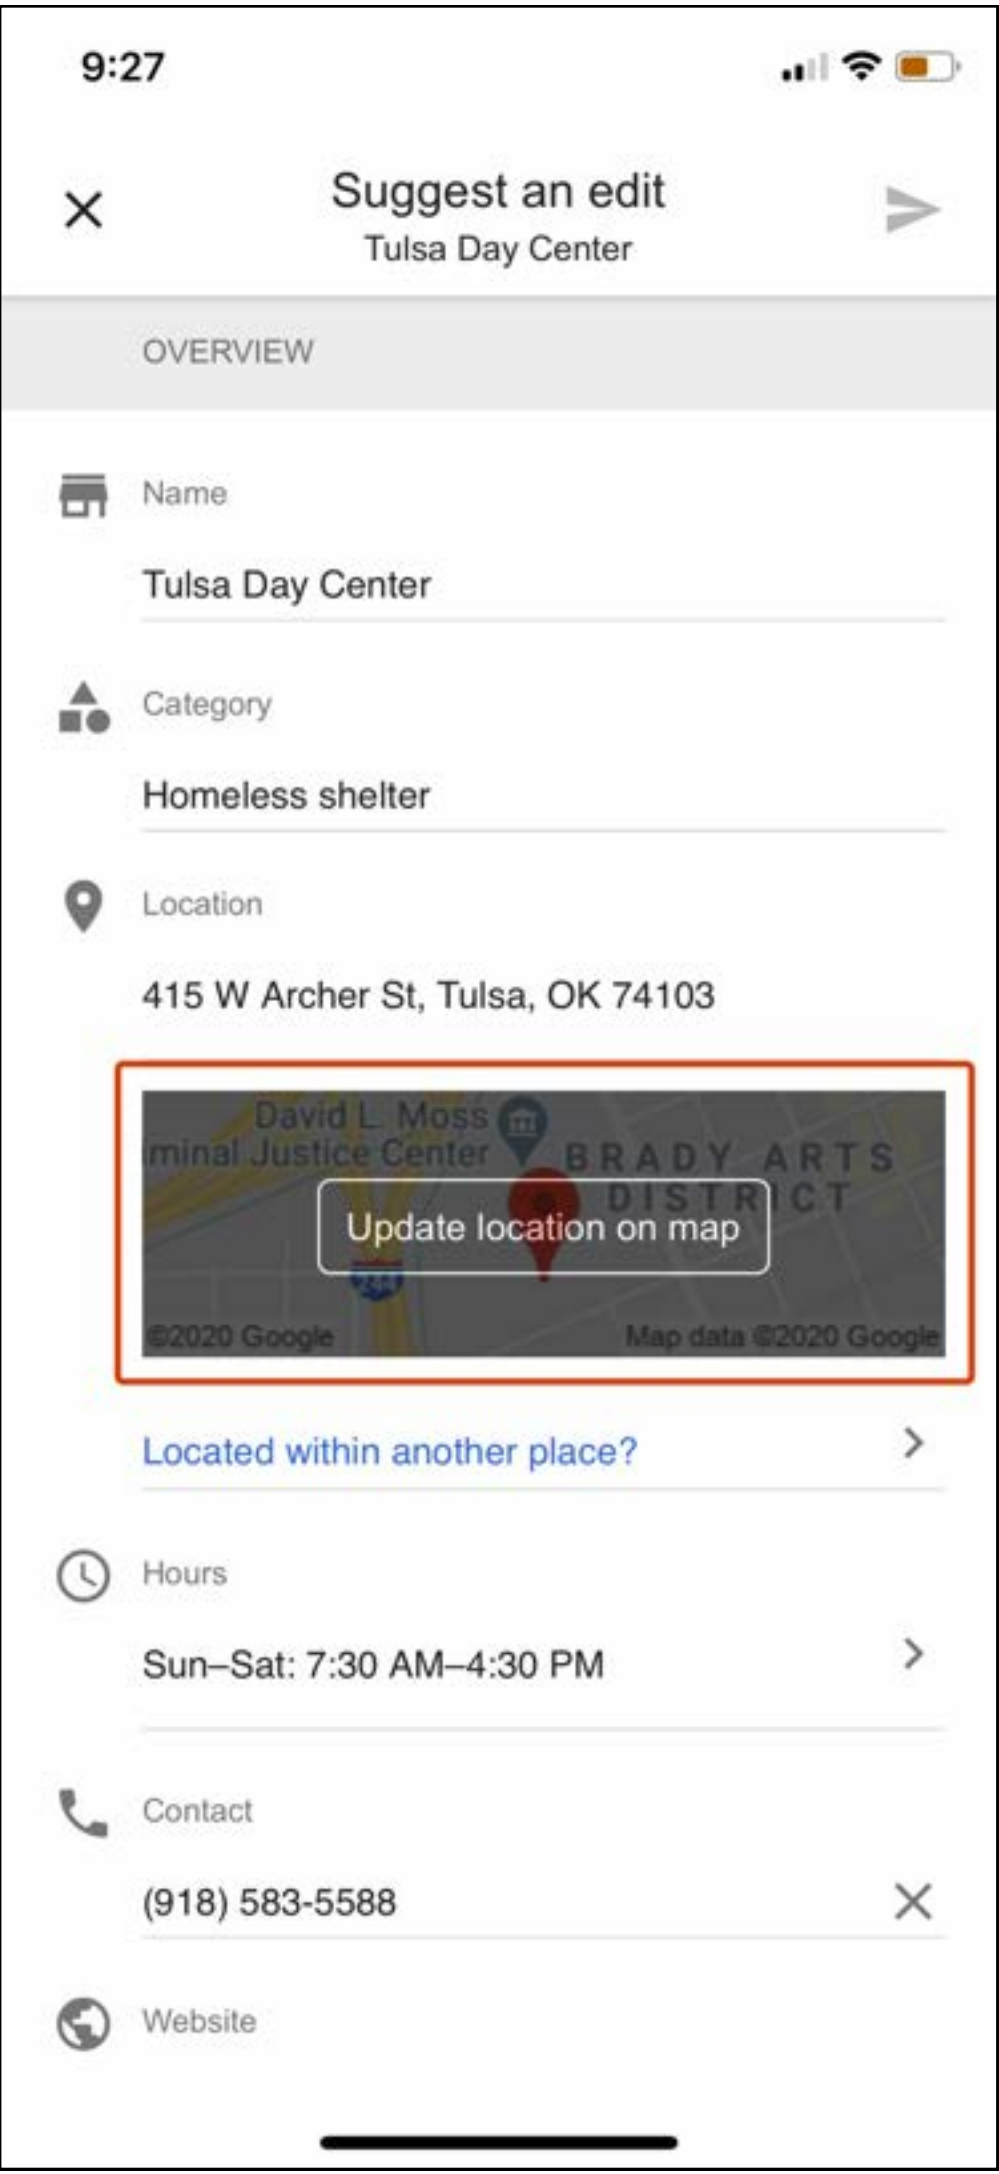 9:27
Suggest an edit
Tulsa Day Center
OVERVIEW
Name
Tulsa Day Center
Category
Homeless shelter
Location
415 W Archer St, Tulsa, OK 74103
David L. Moss
iminal Justice Center
BRADY ARTS
DISTRICT
Update location on map
244
©2020 Google
Map data ©2020 Google
Located within another place?
Hours
Sun–Sat: 7:30 AM–4:30 PM
Contact
(918) 583-5588
Website